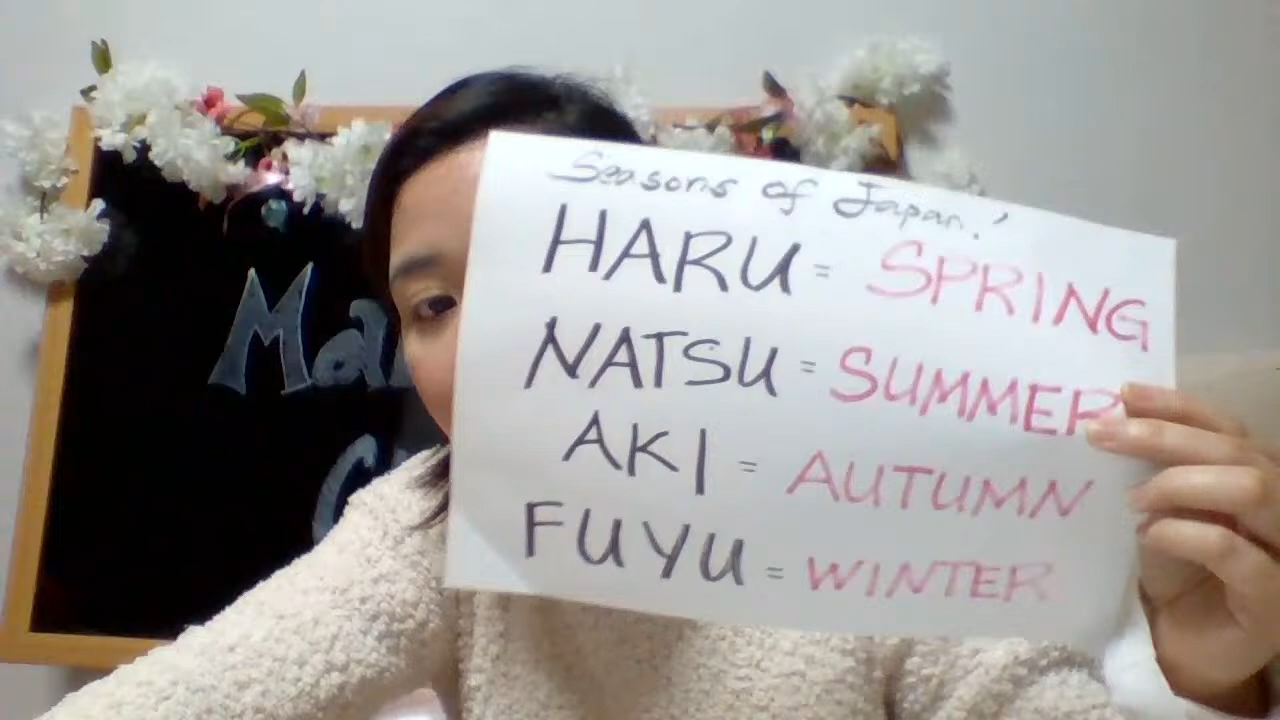 Seasons of Japan!
HARU = SPRING
NATSU = SUMMER
AKI = AUTUMN
FUYU = WINTER